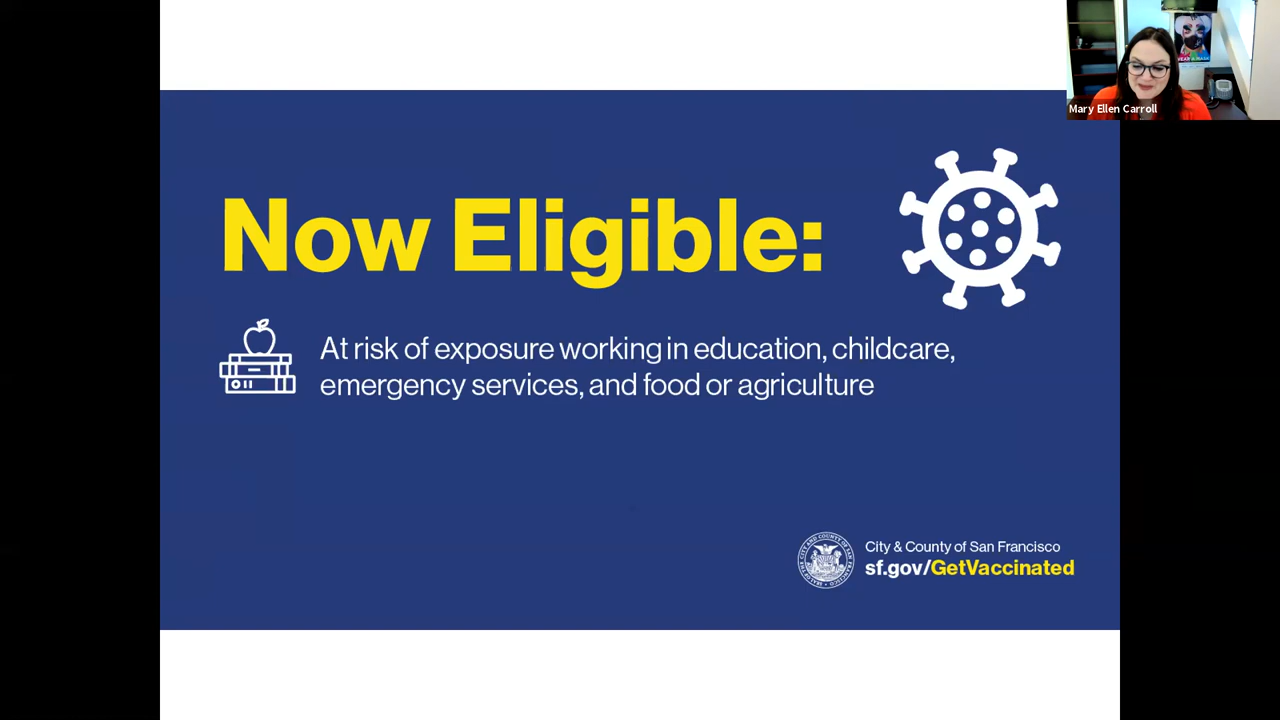 Mary Ellen Carroll
Now Eligible:
At risk of exposure working in education, childcare,
emergency services, and food or agriculture
City & County of San Francisco
sf.gov/GetVaccinated